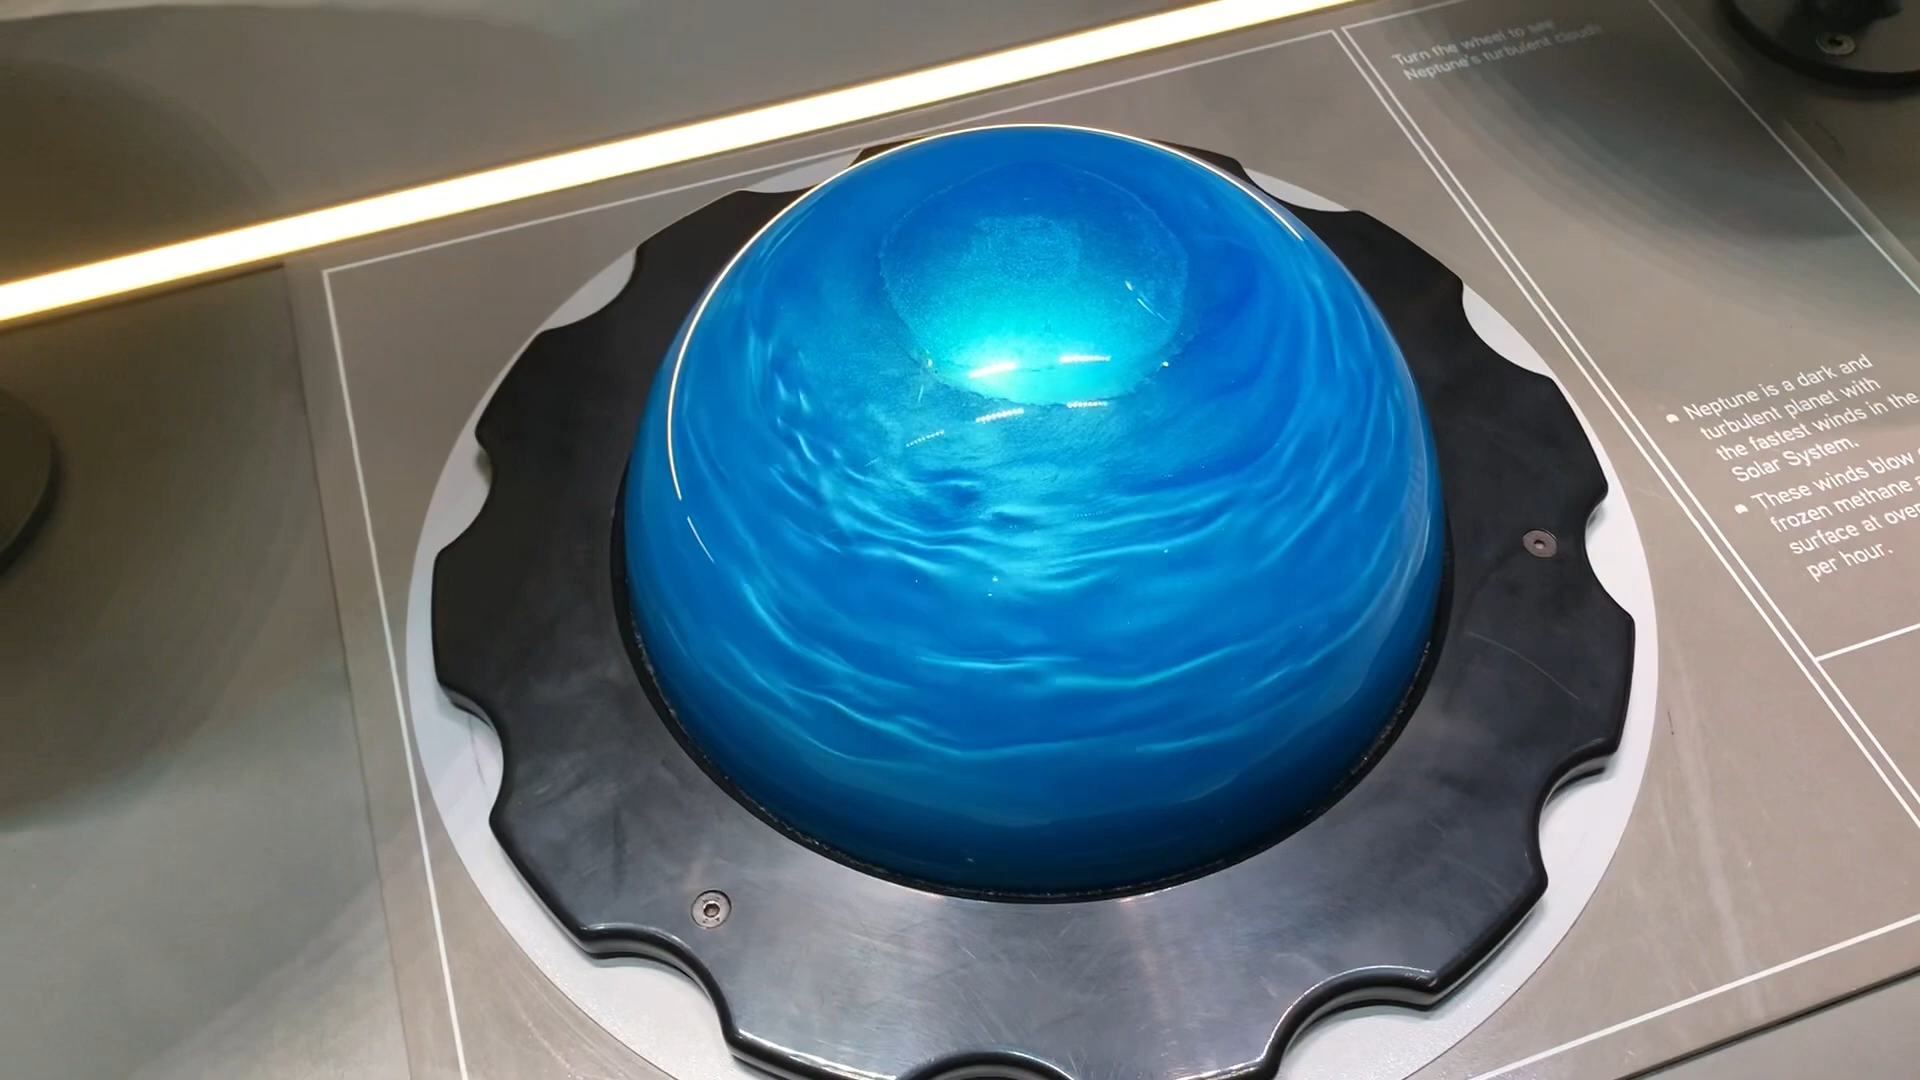 Turn the wheel to see
Neptune's turbulent clouds
Neptune is a dark and
turbulent planet with
the fastest winds in the
Solar System.
These winds blow
frozen methane
surface at over
per hour.